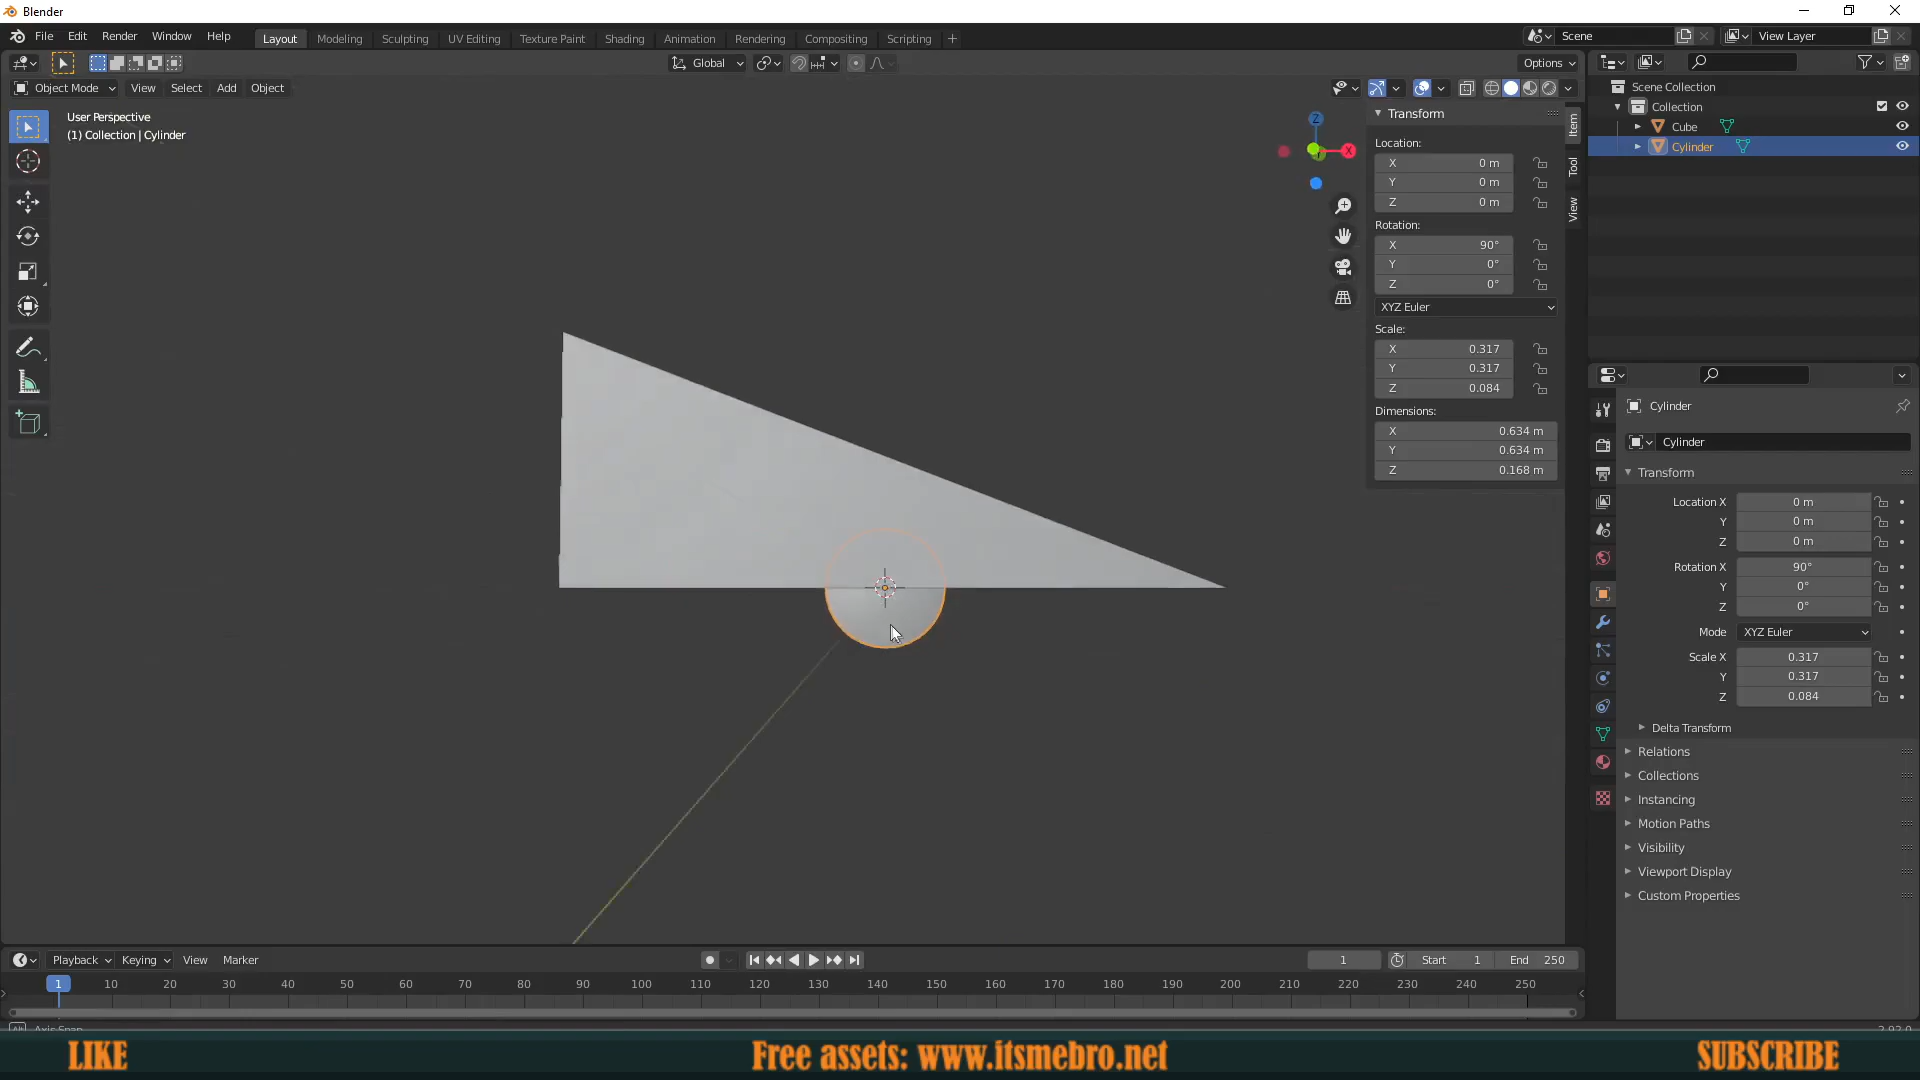 Blender
File Edit Render Window Help
Layout Modeling Sculpting UV Editing Texture Paint Shading Animation Rendering Compositing Scripting +
Scene
View Layer
Global
Options
Object Mode View Select Add Object
User Perspective
(1) Collection | Cylinder
Z
X
Transform
Location:
X 0 m
Y 0 m
Z 0 m
Rotation:
X 90°
Y 0°
Z 0°
XYZ Euler
Scale:
X 0.317
Y 0.317
Z 0.084
Dimensions:
X 0.634 m
Y 0.634 m
Z 0.168 m
Item
Tool
View
Scene Collection
Collection
Cube
Cylinder
Cylinder
Cylinder
Transform
Location X 0 m
Y 0 m
Z 0 m
Rotation X 90°
Y 0°
Z 0°
Mode XYZ Euler
Scale X 0.317
Y 0.317
Z 0.084
Delta Transform
Relations
Collections
Instancing
Motion Paths
Visibility
Viewport Display
Custom Properties
Playback Keying View Marker
1 Start 1 End 250
1 10 20 30 40 50 60 70 80 90 100 110 120 130 140 150 160 170 180 190 200 210 220 230 240 250
Alt Axis Snap
2.92.0
LIKE Free assets: www.itsmebro.net SUBSCRIBE